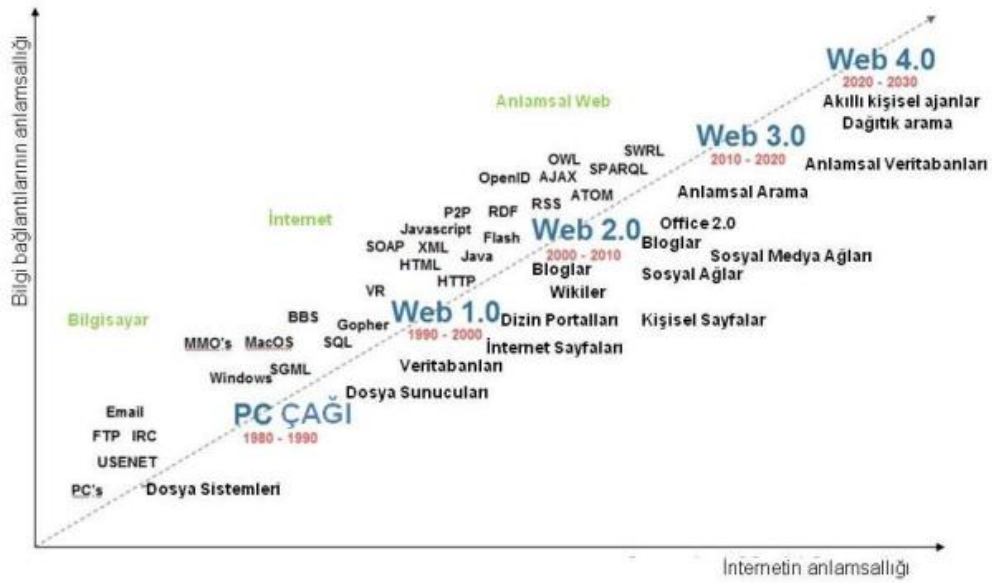 Bilgi bağlantılarının anlamsallığı
Web 4.0
2020 - 2030
Akıllı kişisel ajanlar
Dağıtık arama
Anlamsal Web
Web 3.0
2010 - 2020
Anlamsal Veritabanları
SWRL
OWL
SPARQL
OpenID AJAX
ATOM
Anlamsal Arama
RSS
P2P RDF
İnternet
Office 2.0
Javascript
Flash
Web 2.0
2000 - 2010
Bloglar
SOAP XML
Java
Sosyal Medya Ağları
HTML
Bloglar
Sosyal Ağlar
HTTP
Wikiler
VR
Web 1.0
1990 - 2000
Dizin Portalları
Kişisel Sayfalar
Bilgisayar
BBS
Gopher
MMO's MacOS
SQL
İnternet Sayfaları
SGML
Windows
Veritabanları
Dosya Sunucuları
Email
PC ÇAĞI
1980 - 1990
FTP IRC
USENET
PC's
Dosya Sistemleri
İnternetin anlamsallığı